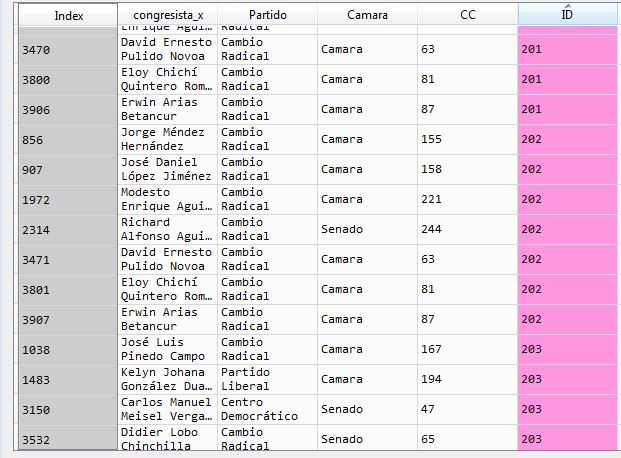 Index congresista_x Partido Camara CC ID
Enrique Agui… Radical
3470 David Ernesto Pulido Novoa Cambio Radical Camara 63 201
3800 Eloy Chichí Quintero Rom… Cambio Radical Camara 81 201
3906 Erwin Arias Betancur Cambio Radical Camara 87 201
856 Jorge Méndez Hernández Cambio Radical Camara 155 202
907 José Daniel López Jiménez Cambio Radical Camara 158 202
1972 Modesto Enrique Agui… Cambio Radical Camara 221 202
2314 Richard Alfonso Agui… Cambio Radical Senado 244 202
3471 David Ernesto Pulido Novoa Cambio Radical Camara 63 202
3801 Eloy Chichí Quintero Rom… Cambio Radical Camara 81 202
3907 Erwin Arias Betancur Cambio Radical Camara 87 202
1038 José Luis Pinedo Campo Cambio Radical Camara 167 203
1483 Kelyn Johana González Dua… Partido Liberal Camara 194 203
3150 Carlos Manuel Meisel Verga… Centro Democrático Senado 47 203
3532 Didier Lobo Chinchilla Cambio Radical Senado 65 203